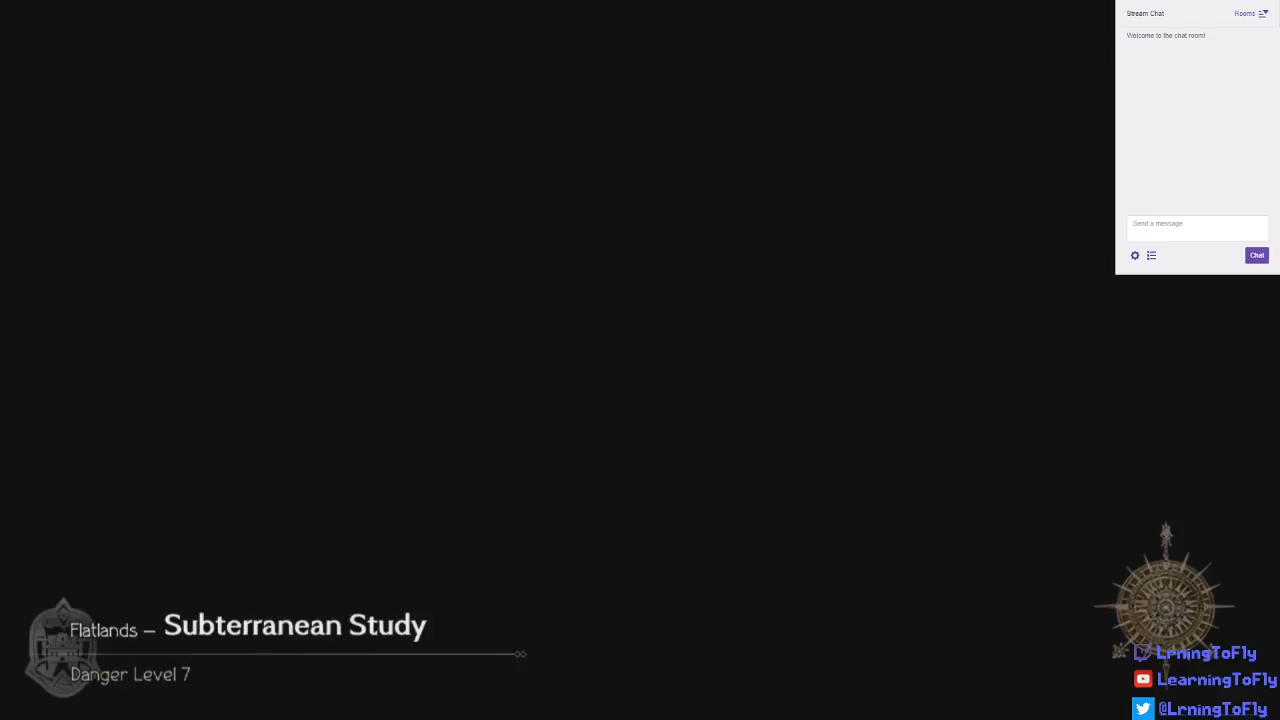 Stream Chat
Rooms
Welcome to the chat room!
Send a message
Chat
Flatlands – Subterranean Study
Danger Level 7
LrningToFly
LearningToFly
@LrningToFly